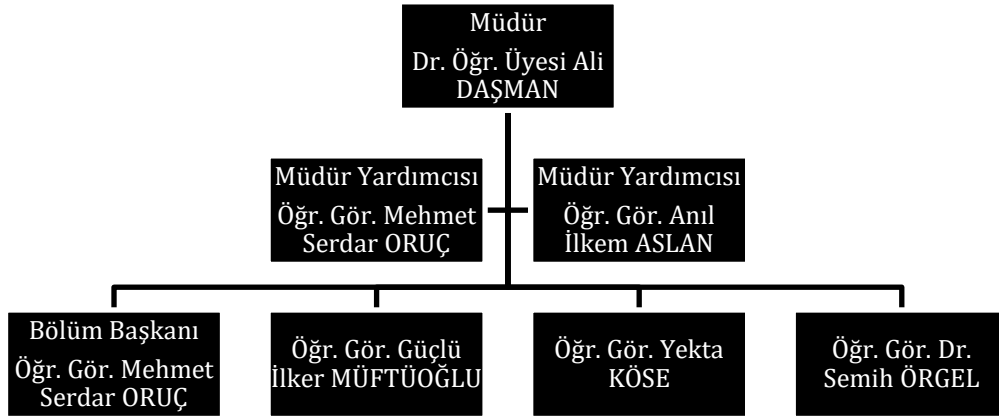 Müdür
Dr. Öğr. Üyesi Ali
DAŞMAN
Müdür Yardımcısı
Öğr. Gör. Mehmet
Serdar ORUÇ
Müdür Yardımcısı
Öğr. Gör. Anıl
İlkem ASLAN
Bölüm Başkanı
Öğr. Gör. Mehmet
Serdar ORUÇ
Öğr. Gör. Güçlü
İlker MÜFTÜOĞLU
Öğr. Gör. Yekta
KÖSE
Öğr. Gör. Dr.
Semih ÖRGEL